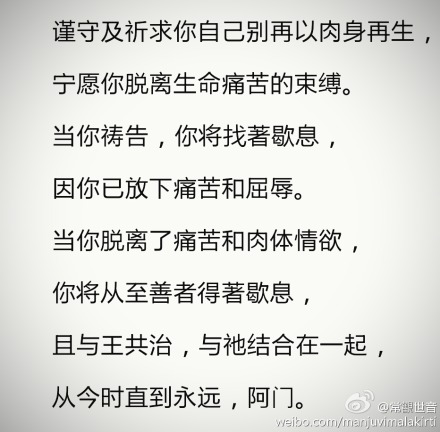 谨守及祈求你自己别再以肉身再生，
宁愿你脱离生命痛苦的束缚。
当你祷告，你将找著歇息，
因你已放下痛苦和屈辱。
当你脱离了痛苦和肉体情欲，
你将从至善者得著歇息，
且与王共治，与祂结合在一起，
从今时直到永远，阿门。
@常觀世音
weibo.com/manjuvimalakirti